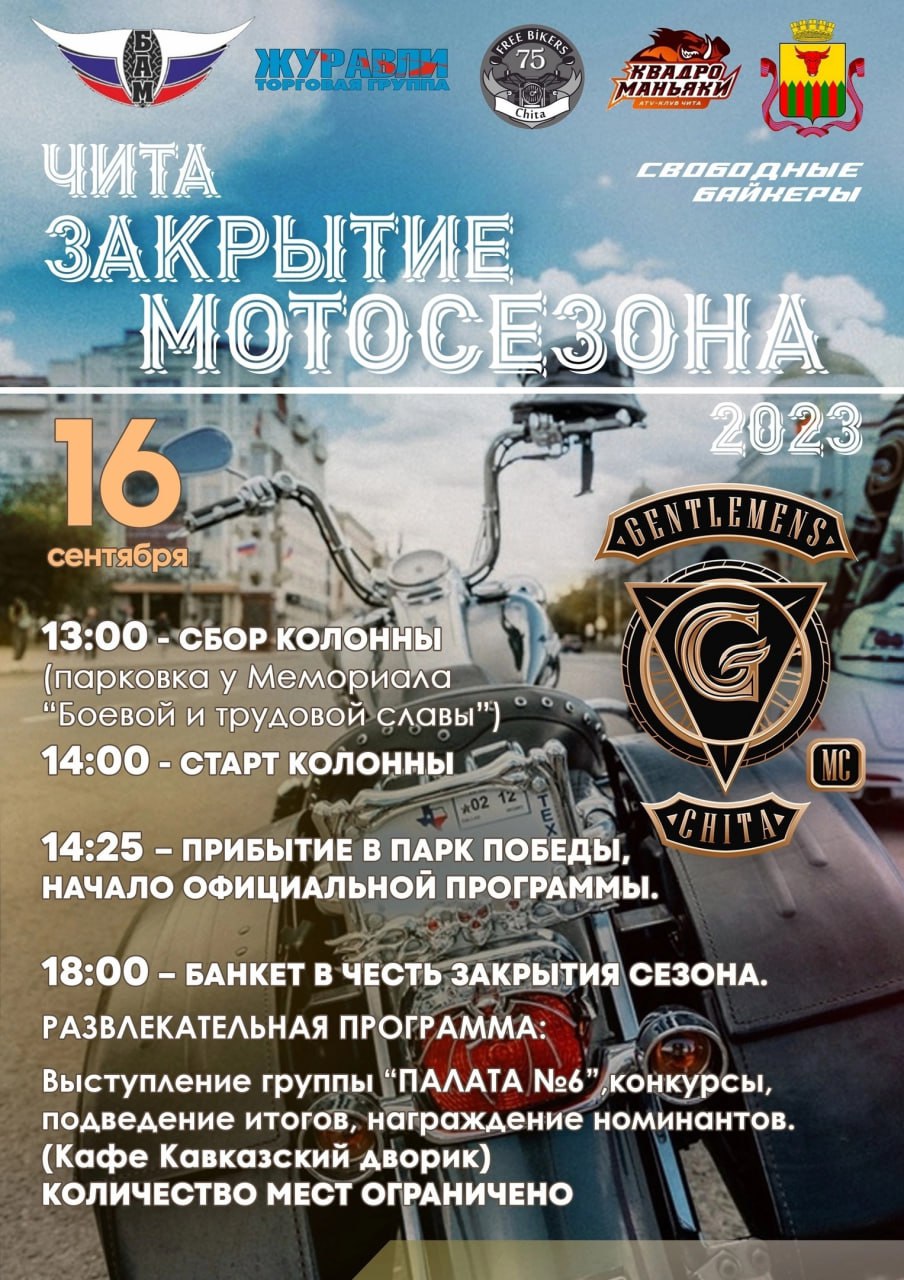 БАМ
ЖУРАВЛИ
ТОРГОВАЯ ГРУППА
FREE BIKERS
75
Chita
КВАДРО
МАНЬЯКИ
ATV-КЛУБ ЧИТА
СВОБОДНЫЕ
БАЙКЕРЫ
ЧИТА
ЗАКРЫТИЕ
МОТОСЕЗОНА
2023
16
сентября
GENTLEMENS
G
MC
CHITA
13:00 - СБОР КОЛОННЫ
(парковка у Мемориала
“Боевой и трудовой славы”)
14:00 - СТАРТ КОЛОННЫ
02 12
TEX
14:25 – ПРИБЫТИЕ В ПАРК ПОБЕДЫ,
НАЧАЛО ОФИЦИАЛЬНОЙ ПРОГРАММЫ.
18:00 – БАНКЕТ В ЧЕСТЬ ЗАКРЫТИЯ СЕЗОНА.
РАЗВЛЕКАТЕЛЬНАЯ ПРОГРАММА:
Выступление группы “ПАЛАТА №6”,конкурсы,
подведение итогов, награждение номинантов.
(Кафе Кавказский дворик)
КОЛИЧЕСТВО МЕСТ ОГРАНИЧЕНО